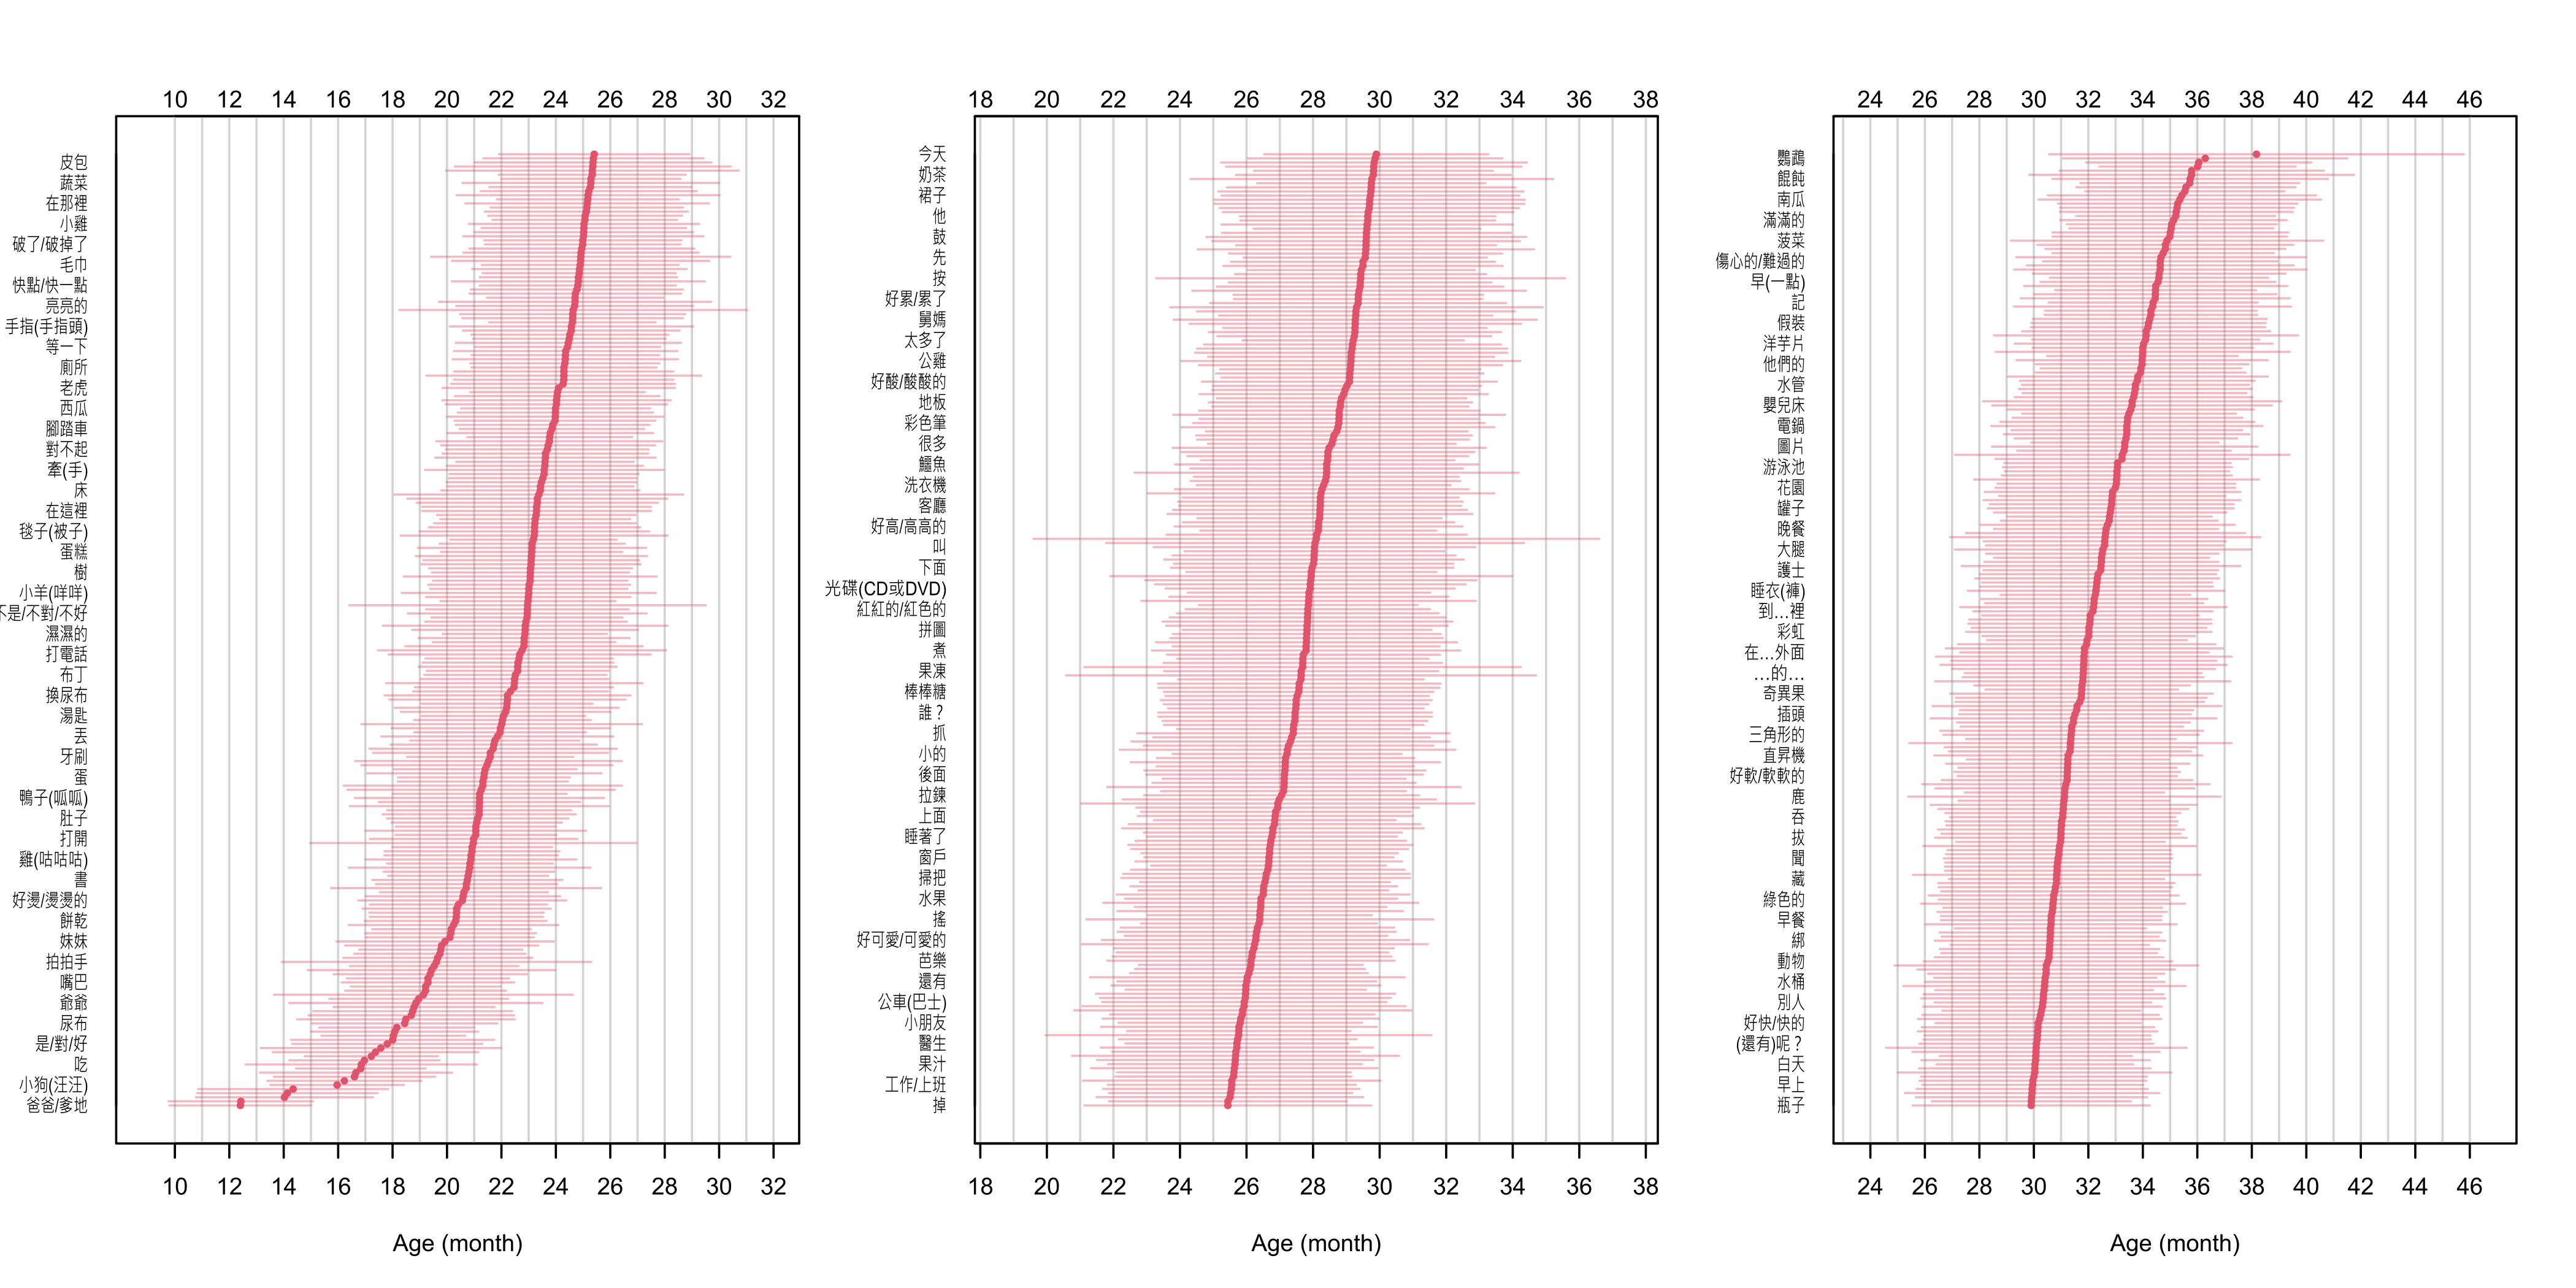 10 12 14 16 18 20 22 24 26 28 30 32
皮包
蔬菜
在那裡
小雞
破了/破掉了
毛巾
快點/快一點
亮亮的
手指(手指頭)
等一下
廁所
老虎
西瓜
腳踏車
對不起
牽(手)
床
在這裡
毯子(被子)
蛋糕
樹
小羊(咩咩)
不是/不對/不好
濕濕的
打電話
布丁
換尿布
湯匙
丟
牙刷
蛋
鴨子(呱呱)
肚子
打開
雞(咕咕咕)
書
好燙/燙燙的
餅乾
妹妹
拍拍手
嘴巴
爺爺
尿布
是/對/好
吃
小狗(汪汪)
爸爸/爹地
10 12 14 16 18 20 22 24 26 28 30 32
Age (month)
18 20 22 24 26 28 30 32 34 36 38
今天
奶茶
裙子
他
鼓
先
按
好累/累了
舅媽
太多了
公雞
好酸/酸酸的
地板
彩色筆
很多
鱷魚
洗衣機
客廳
好高/高高的
叫
下面
光碟(CD或DVD)
紅紅的/紅色的
拼圖
煮
果凍
棒棒糖
誰？
抓
小的
後面
拉鍊
上面
睡著了
窗戶
掃把
水果
搖
好可愛/可愛的
芭樂
還有
公車(巴士)
小朋友
醫生
果汁
工作/上班
掉
18 20 22 24 26 28 30 32 34 36 38
Age (month)
24 26 28 30 32 34 36 38 40 42 44 46
鸚鵡
餛飩
南瓜
滿滿的
菠菜
傷心的/難過的
早(一點)
記
假裝
洋芋片
他們的
水管
嬰兒床
電鍋
圖片
游泳池
花園
罐子
晚餐
大腿
護士
睡衣(褲)
到…裡
彩虹
在…外面
…的…
奇異果
插頭
三角形的
直昇機
好軟/軟軟的
鹿
吞
拔
聞
藏
綠色的
早餐
綁
動物
水桶
別人
好快/快的
(還有)呢？
白天
早上
瓶子
24 26 28 30 32 34 36 38 40 42 44 46
Age (month)